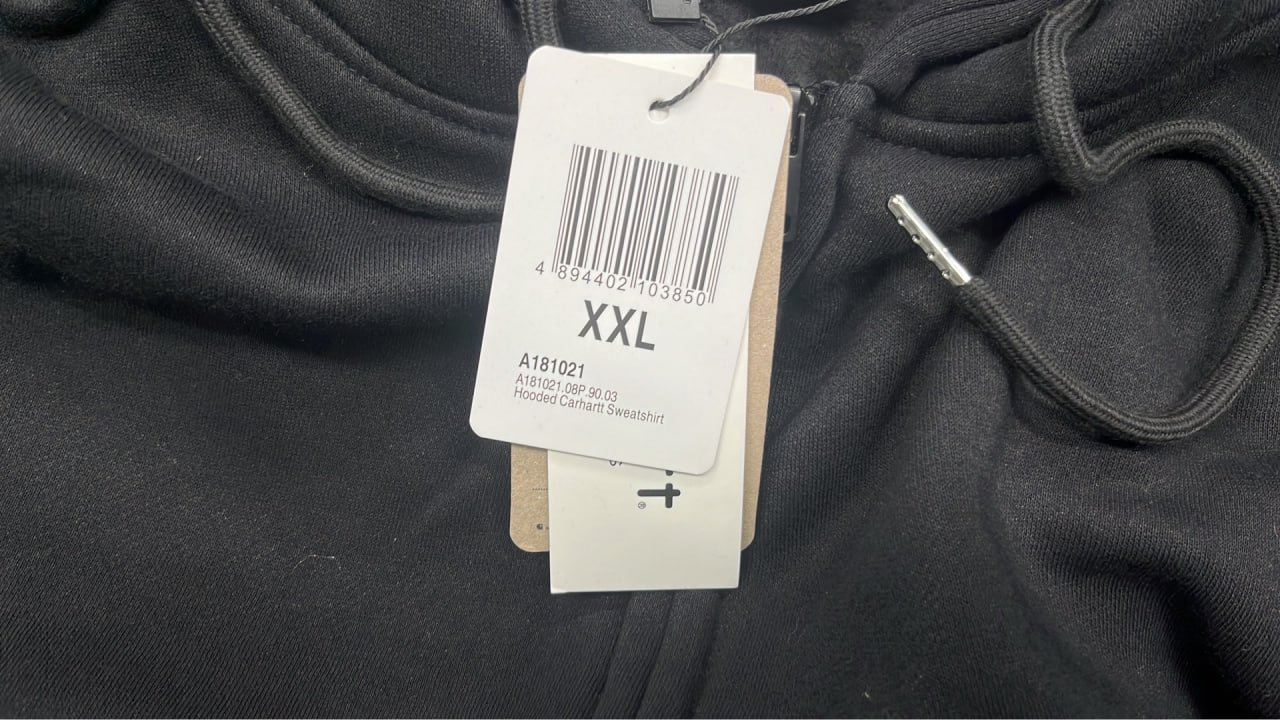 4 894402 103850
XXL
A181021
A181021.08P.90.03
Hooded Carhartt Sweatshirt